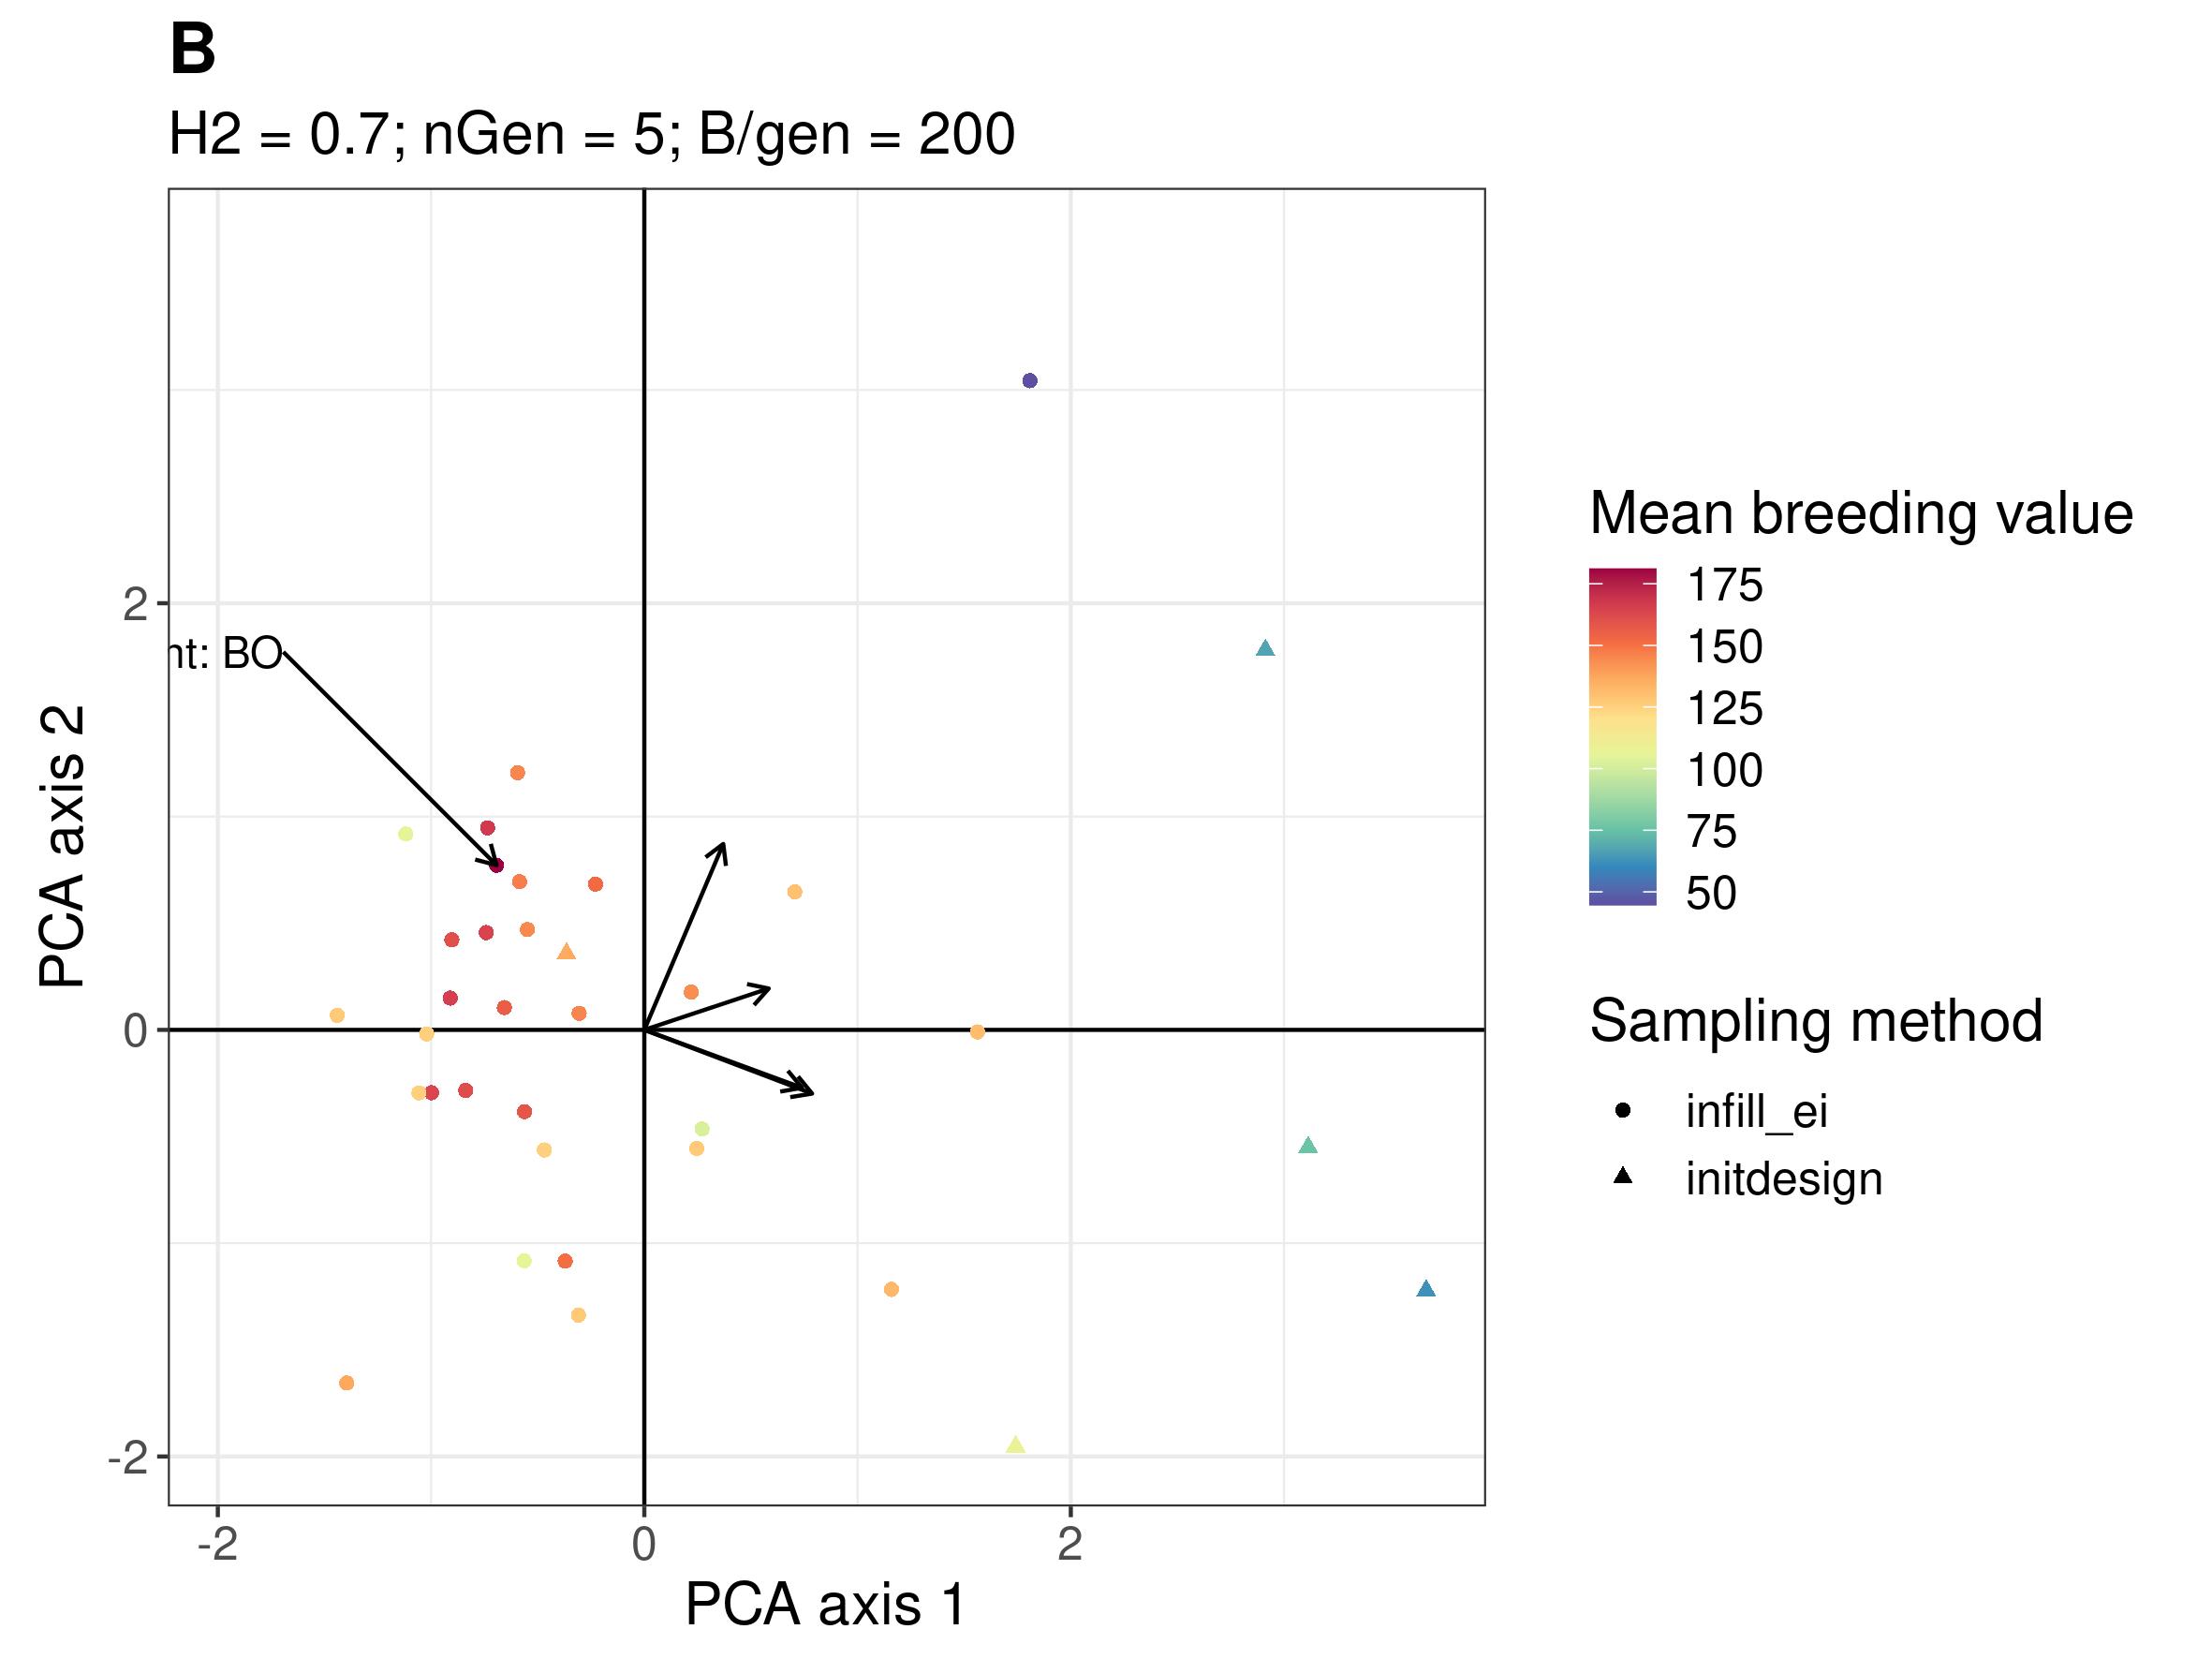 B
H2 = 0.7; nGen = 5; B/gen = 200
nt: BO
PCA axis 2
2
0
-2
-2
0
2
PCA axis 1
Mean breeding value
175
150
125
100
75
50
Sampling method
infill_ei
initdesign